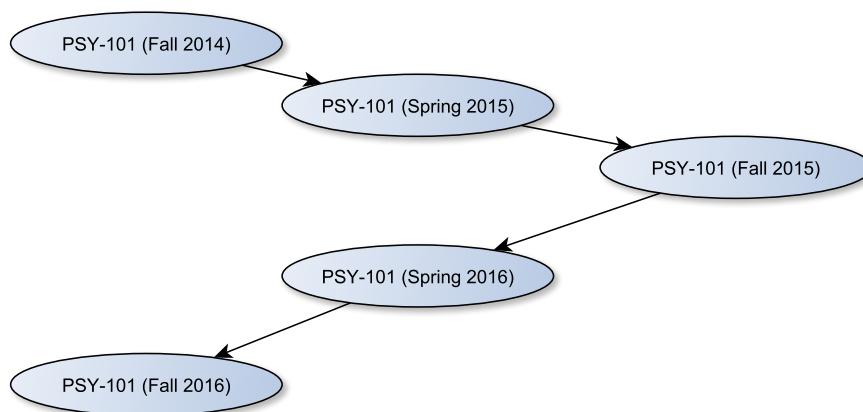 PSY-101 (Fall 2014)
PSY-101 (Spring 2015)
PSY-101 (Fall 2015)
PSY-101 (Spring 2016)
PSY-101 (Fall 2016)